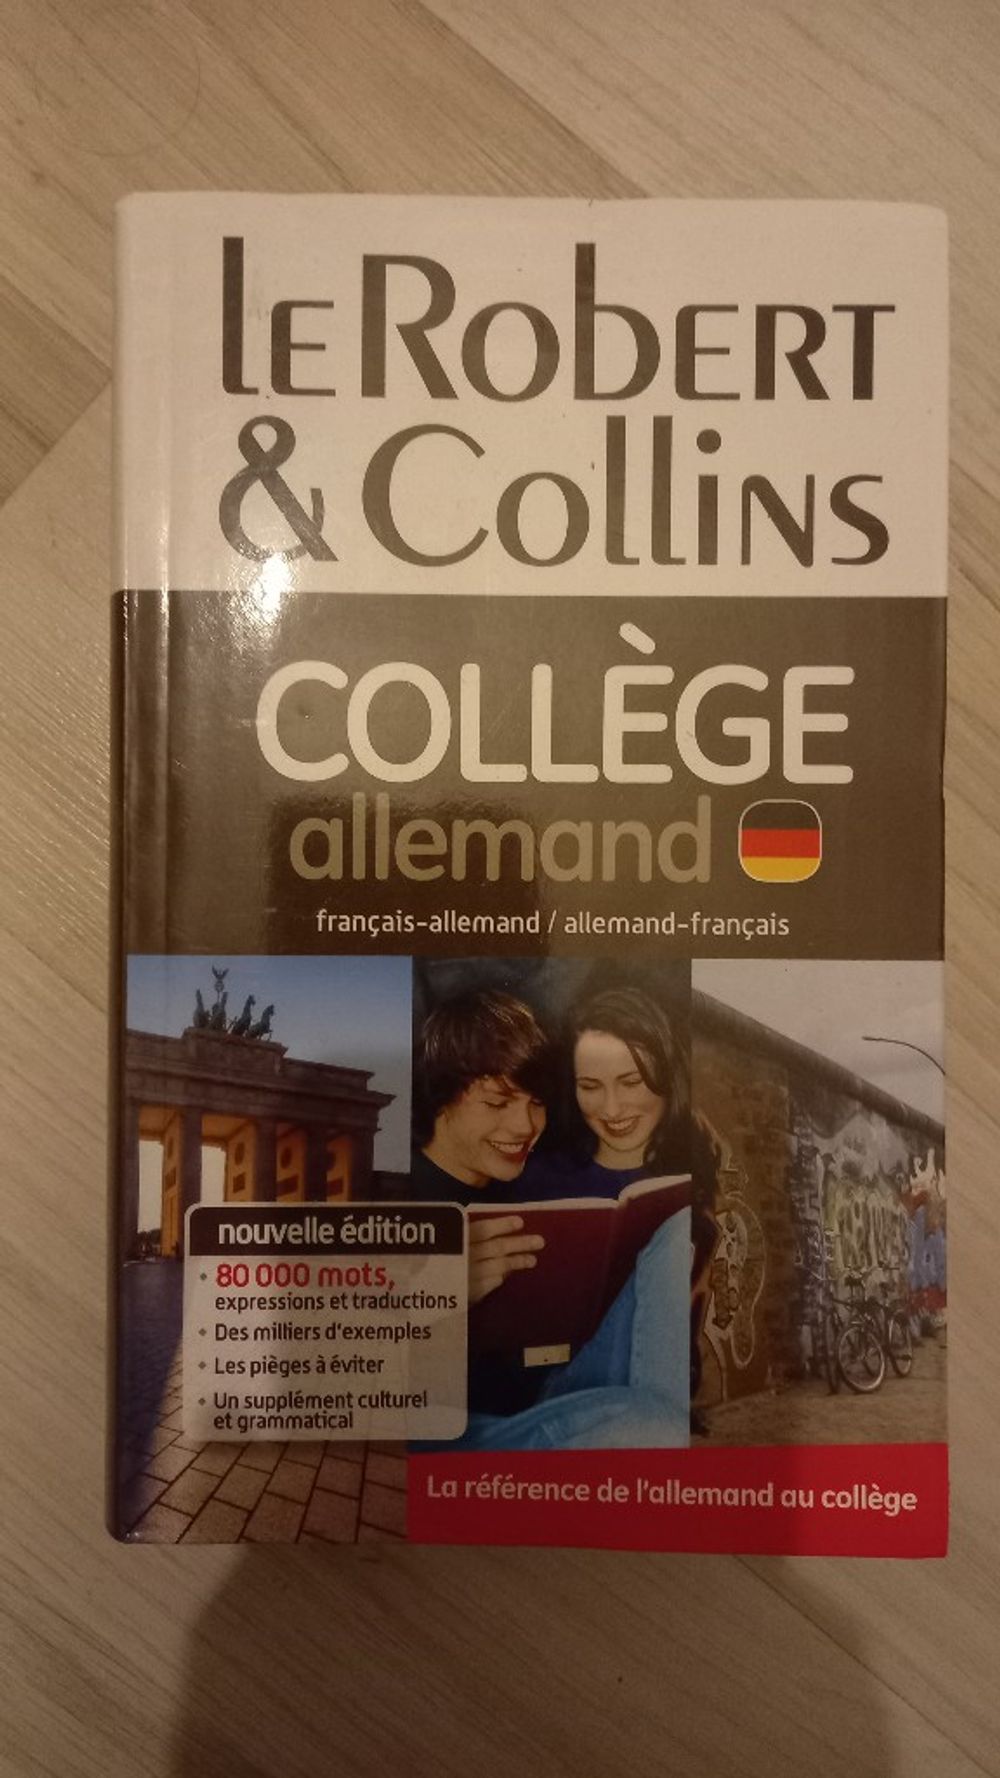 Le Robert
& Collins
COLLÈGE
allemand
français-allemand / allemand-français
nouvelle édition
• 80 000 mots,
expressions et traductions
• Des milliers d'exemples
• Les pièges à éviter
• Un supplément culturel
et grammatical
La référence de l'allemand au collège